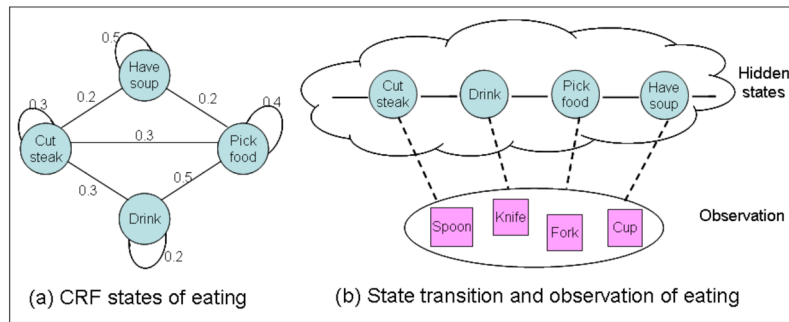 0.5
Have
soup
0.3
0.2
0.2
0.4
Cut
steak
0.3
Pick
food
0.3
0.5
Drink
0.2
(a) CRF states of eating
Cut
steak
Drink
Pick
food
Have
soup
Hidden
states
Spoon
Knife
Fork
Cup
Observation
(b) State transition and observation of eating